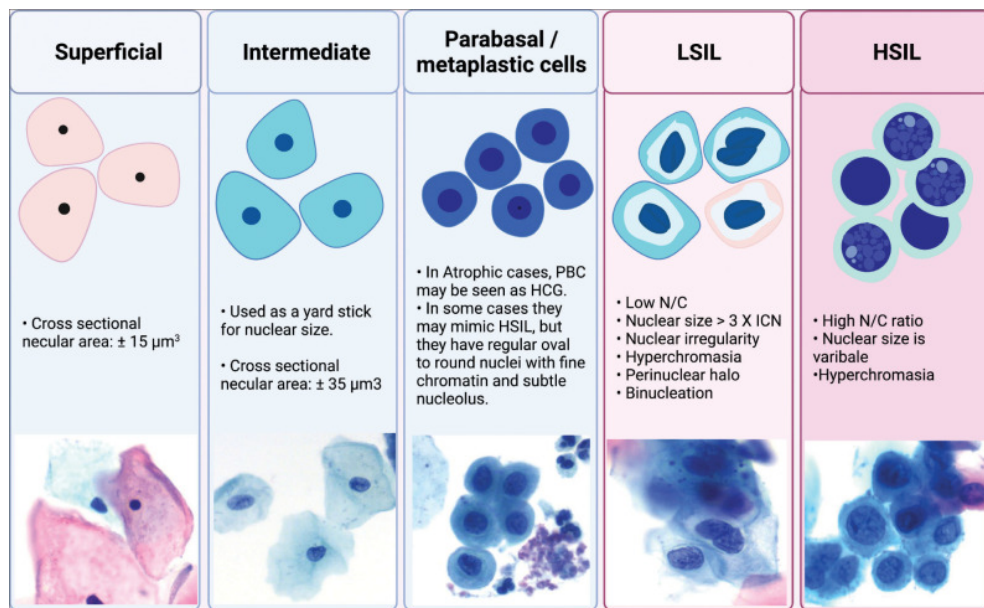 Superficial
Intermediate
Parabasal /
metaplastic cells
LSIL
HSIL
• Cross sectional
necular area: ± 15 µm³
• Used as a yard stick
for nuclear size.
• Cross sectional
necular area: ± 35 µm3
• In Atrophic cases, PBC
may be seen as HCG.
• In some cases they
may mimic HSIL, but
they have regular oval
to round nuclei with fine
chromatin and subtle
nucleolus.
• Low N/C
• Nuclear size > 3 X ICN
• Nuclear irregularity
• Hyperchromasia
• Perinuclear halo
• Binucleation
• High N/C ratio
• Nuclear size is
varibale
•Hyperchromasia